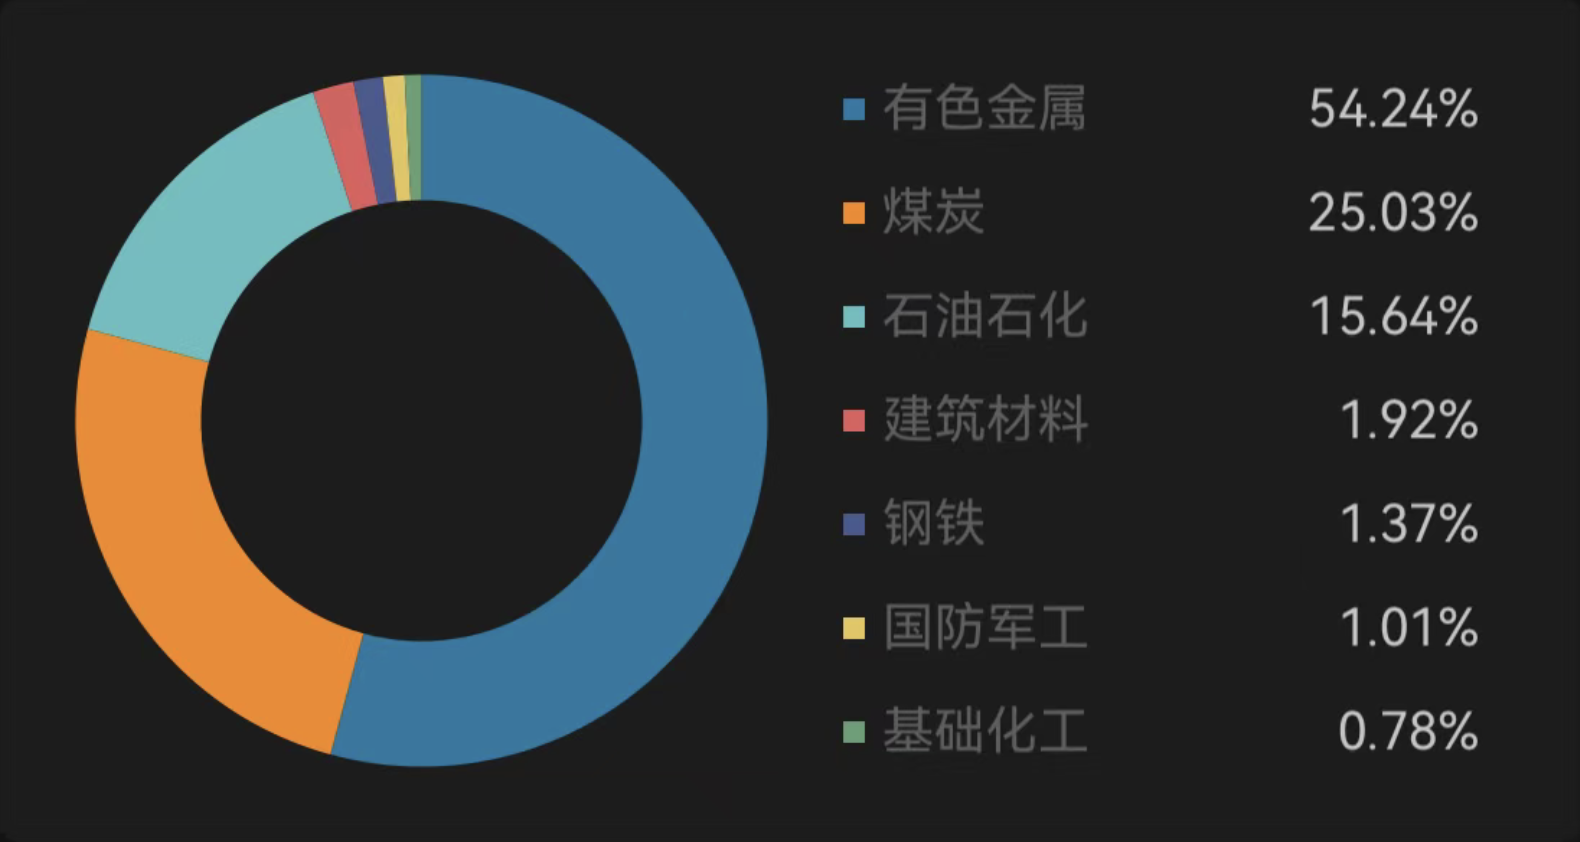 有色金属 54.24%
煤炭 25.03%
石油石化 15.64%
建筑材料 1.92%
钢铁 1.37%
国防军工 1.01%
基础化工 0.78%